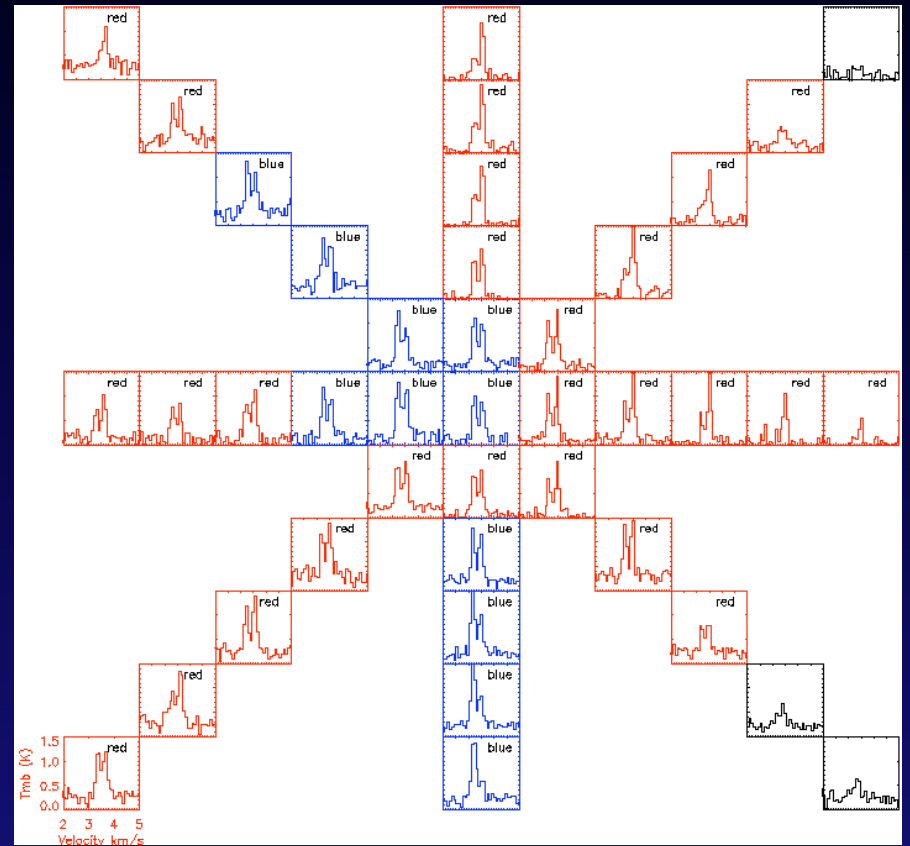 red red
red red
blue red red
blue red red
blue blue red
red red red blue blue blue red red red red red
red red red
red blue red
red blue red
red blue
1.5 red blue
1.0
0.5
0.0
Tmb (K)
2 3 4 5
Velocity km/s